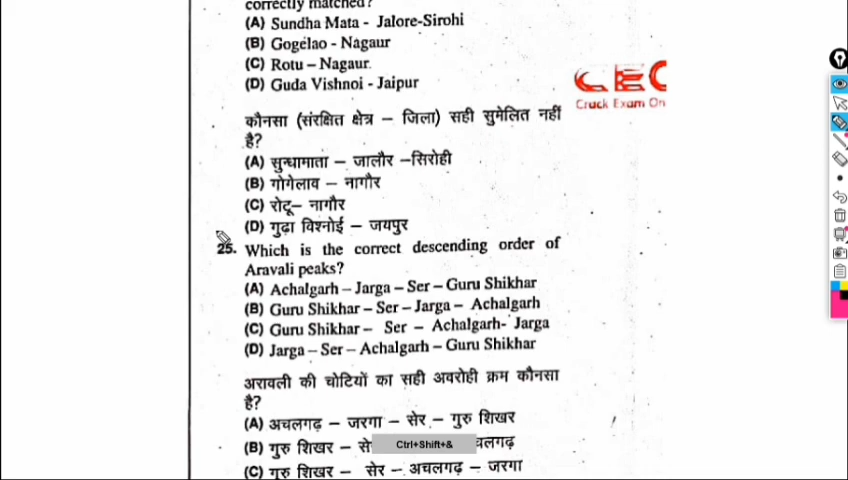 correctly matched?
(A) Sundha Mata - Jalore-Sirohi
(B) Gogelao - Nagaur
(C) Rotu – Nagaur
(D) Guda Vishnoi - Jaipur
CEC
Crack Exam On
कौनसा (संरक्षित क्षेत्र – जिला) सही सुमेलित नहीं
है?
(A) सुन्धामाता – जालौर –सिरोही
(B) गोगेलाव – नागौर
(C) रोटू– नागौर
(D) गुढ़ा विश्नोई – जयपुर
25. Which is the correct descending order of
Aravali peaks?
(A) Achalgarh – Jarga – Ser – Guru Shikhar
(B) Guru Shikhar – Ser – Jarga – Achalgarh
(C) Guru Shikhar – Ser – Achalgarh- Jarga
(D) Jarga – Ser – Achalgarh – Guru Shikhar
अरावली की चोटियों का सही अवरोही क्रम कौनसा
है?
(A) अचलगढ़ – जरगा – सेर – गुरु शिखर
(B) गुरु शिखर – से Ctrl+Shift+& चलगढ़
(C) गुरु शिखर – सेर – अचलगढ़ – जरगा